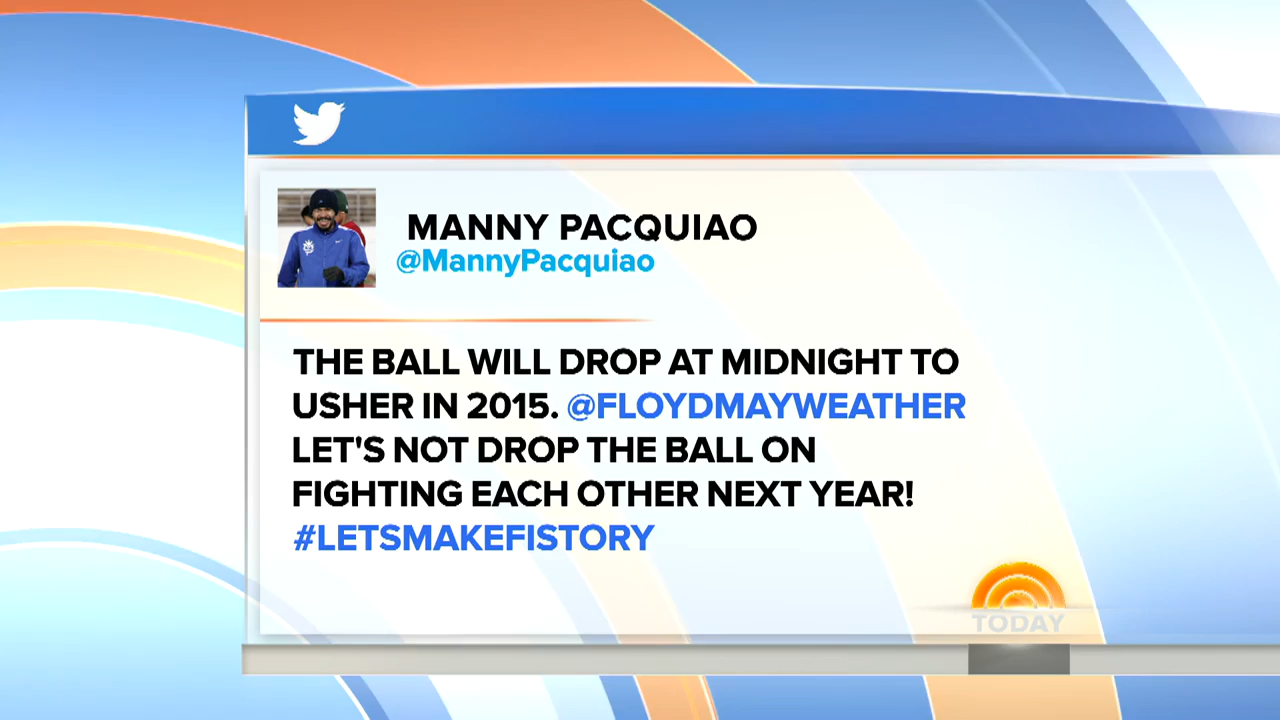 MANNY PACQUIAO
@MannyPacquiao
THE BALL WILL DROP AT MIDNIGHT TO
USHER IN 2015. @FLOYDMAYWEATHER
LET'S NOT DROP THE BALL ON
FIGHTING EACH OTHER NEXT YEAR!
#LETSMAKEFISTORY
TODAY